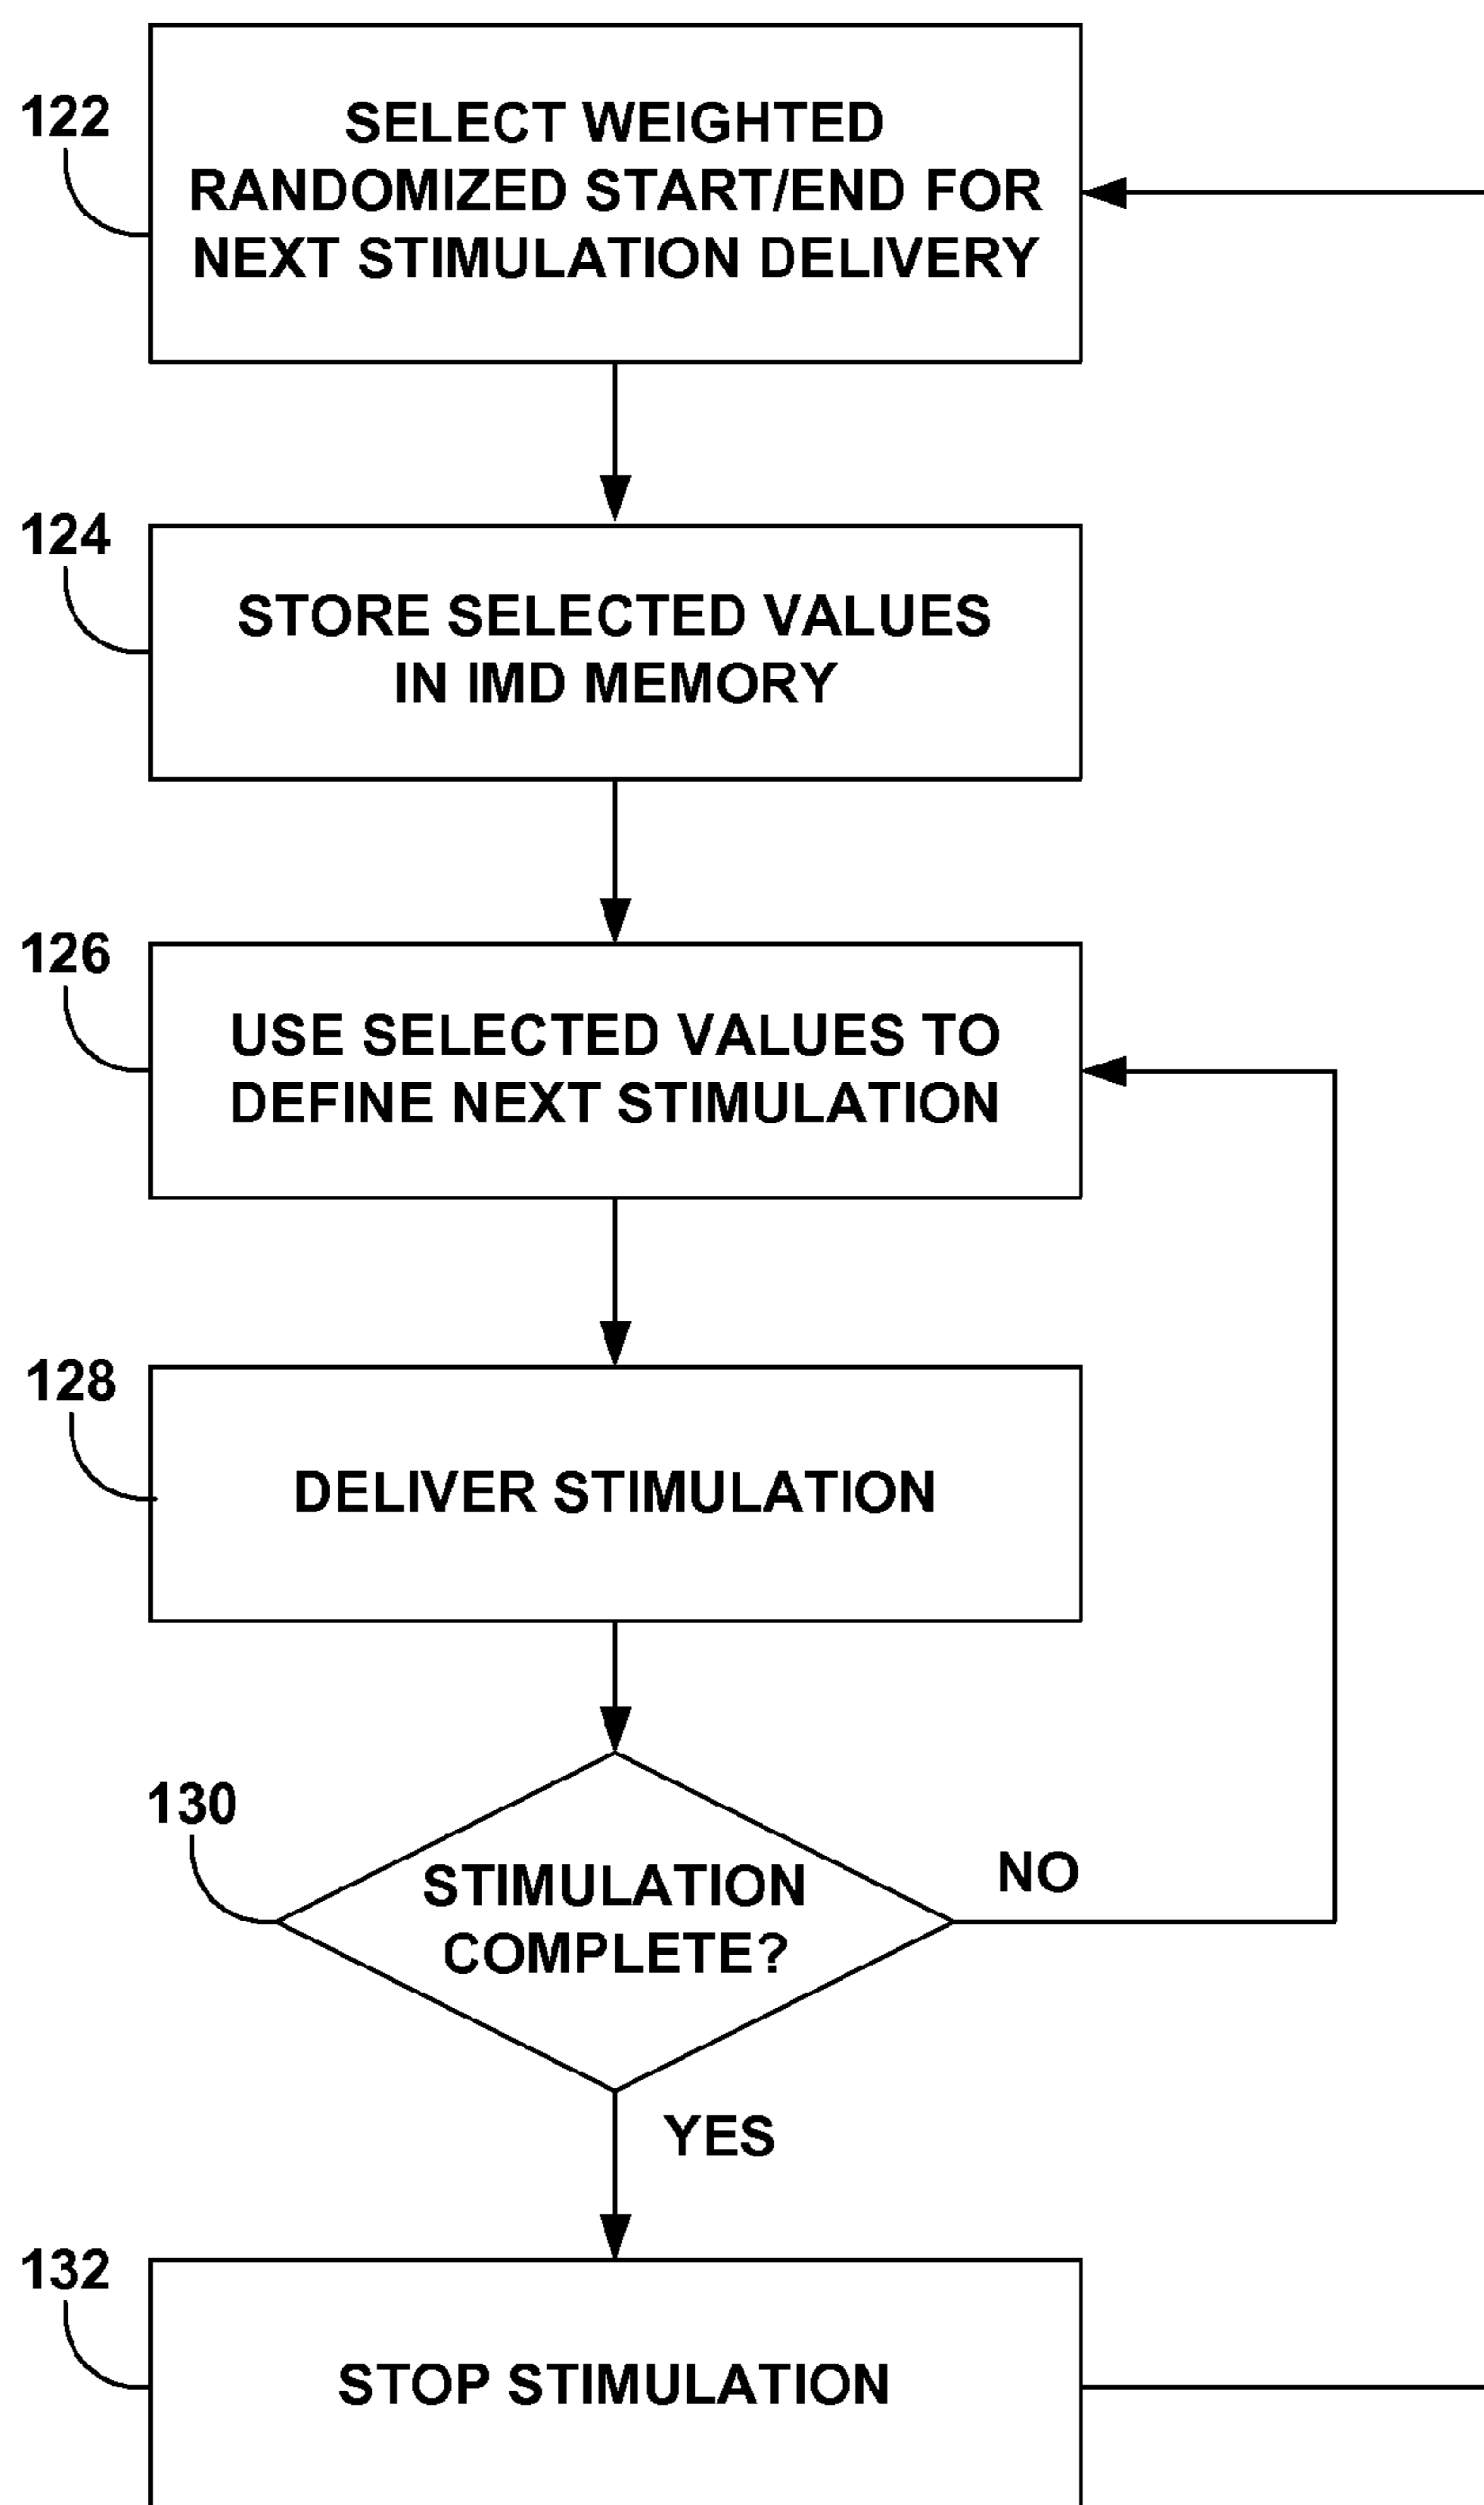 122
SELECT WEIGHTED
RANDOMIZED START/END FOR
NEXT STIMULATION DELIVERY
124
STORE SELECTED VALUES
IN IMD MEMORY
126
USE SELECTED VALUES TO
DEFINE NEXT STIMULATION
128
DELIVER STIMULATION
130
STIMULATION
COMPLETE?
NO
YES
132
STOP STIMULATION